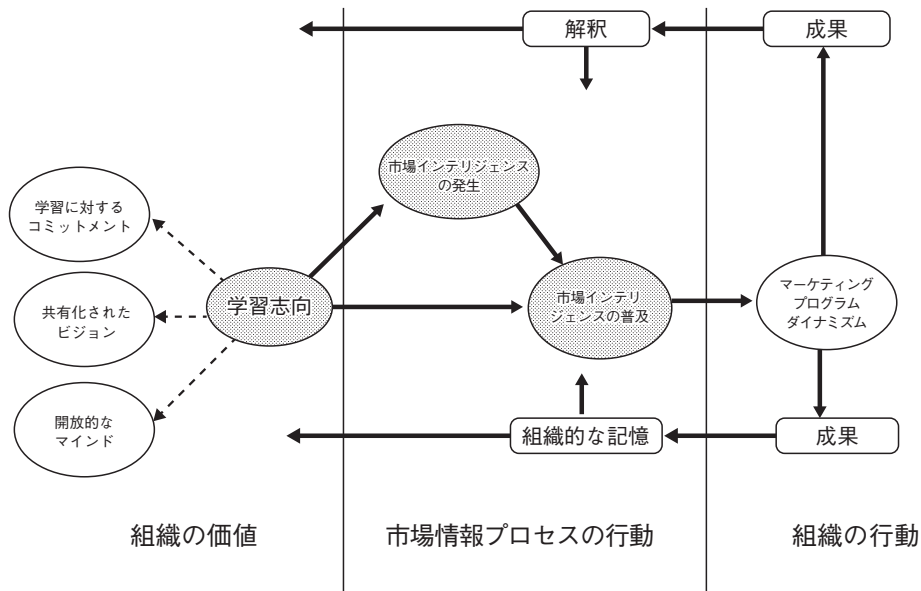 解釈
成果
市場インテリジェンス
の発生
学習に対する
コミットメント
学習志向
共有化された
ビジョン
市場インテリ
ジェンスの普及
マーケティング
プログラム
ダイナミズム
開放的な
マインド
組織的な記憶
成果
組織の価値
市場情報プロセスの行動
組織の行動